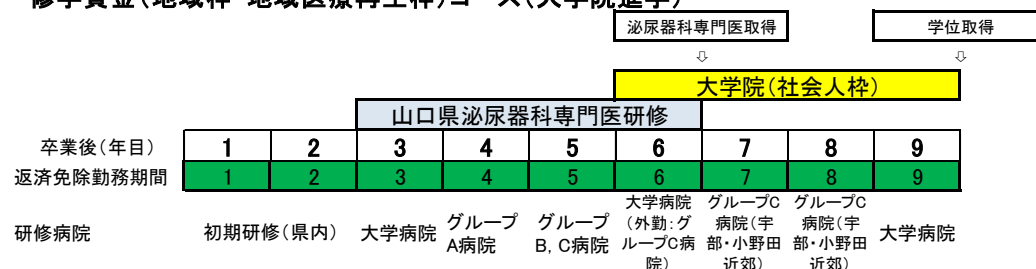 修学資金(地域枠・地域医療再生枠)コース(大学院進学)
泌尿器科専門医取得
学位取得
⇩ ⇩
大学院(社会人枠)
山口県泌尿器科専門医研修
卒業後(年目) 1 2 3 4 5 6 7 8 9
返済免除勤務期間 1 2 3 4 5 6 7 8 9
研修病院
初期研修(県内)
大学病院
グループ
A病院
グループ
B, C病院
大学病院
(外勤:グ
ループC病
院)
グループC
病院(宇
部・小野田
近郊)
グループC
病院(宇
部・小野田
近郊)
大学病院